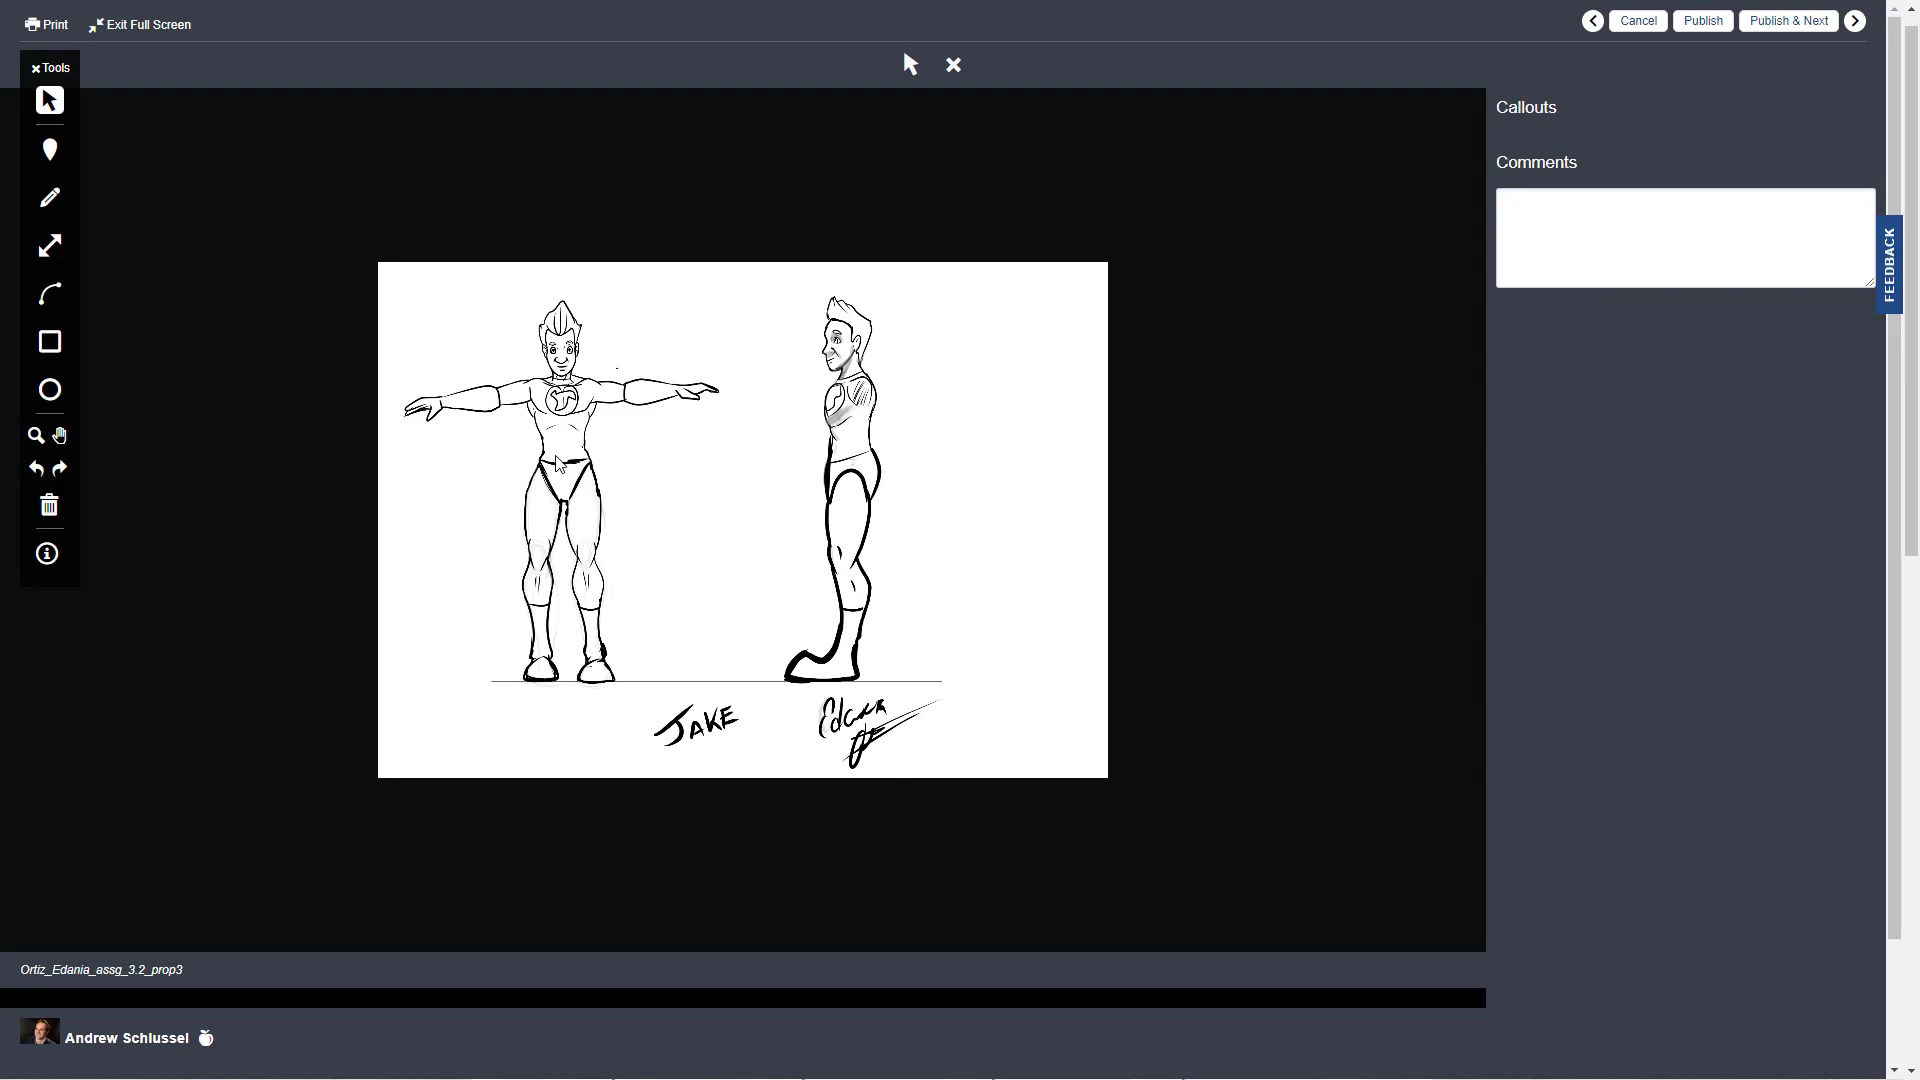 Print
Exit Full Screen
Cancel
Publish
Publish & Next
Tools
Callouts
Comments
FEEDBACK
JAKE
Ortiz_Edania_assg_3.2_prop3
Andrew Schlussel